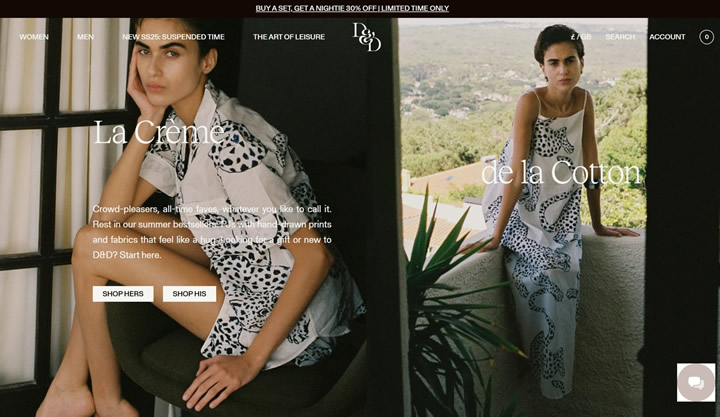 BUY A SET, GET A NIGHTIE 30% OFF | LIMITED TIME ONLY
WOMEN
MEN
NEW SS25: SUSPENDED TIME
THE ART OF LEISURE
D&D
£ / GB
SEARCH
ACCOUNT
0
La Crème
de la Cotton
Crowd-pleasers, all-time faves, whatever you like to call it.
Rest in our summer bestsellers: PJs with hand-drawn prints
and fabrics that feel like a hug. Looking for a gift or new to
D&D? Start here.
SHOP HERS
SHOP HIS